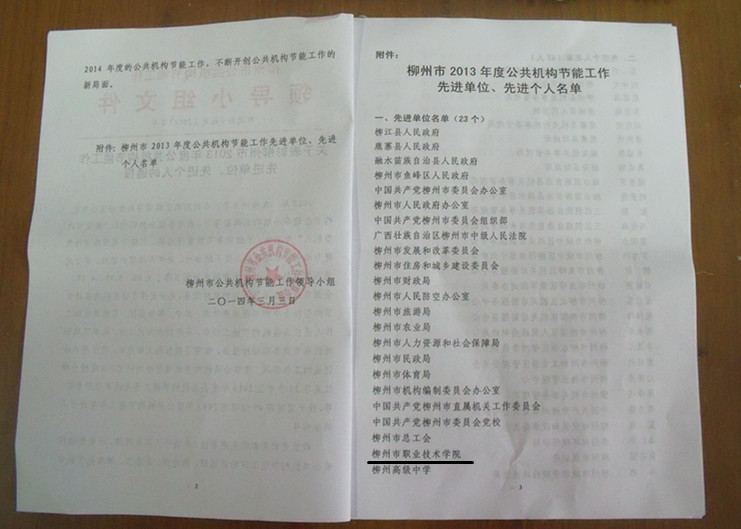 2014 年度的公共机构节能工作，不断开创公共机构节能工作的
新局面。
附件：柳州市 2013 年度公共机构节能工作先进单位、先进
个人名单
柳州市公共机构节能工作领导小组
二〇一四年三月三日
2
附件：
柳州市 2013 年度公共机构节能工作
先进单位、先进个人名单
一、先进单位名单（23 个）
柳江县人民政府
鹿寨县人民政府
融水苗族自治县人民政府
柳州市鱼峰区人民政府
中国共产党柳州市委员会办公室
柳州市人民政府办公室
中国共产党柳州市委员会组织部
广西壮族自治区柳州市中级人民法院
柳州市发展和改革委员会
柳州市住房和城乡建设委员会
柳州市财政局
柳州市人民防空办公室
柳州市旅游局
柳州市农业局
柳州市人力资源和社会保障局
柳州市民政局
柳州市体育局
柳州市机构编制委员会办公室
中国共产党柳州市直属机关工作委员会
中国共产党柳州市委员会党校
柳州市总工会
柳州市职业技术学院
柳州高级中学
3